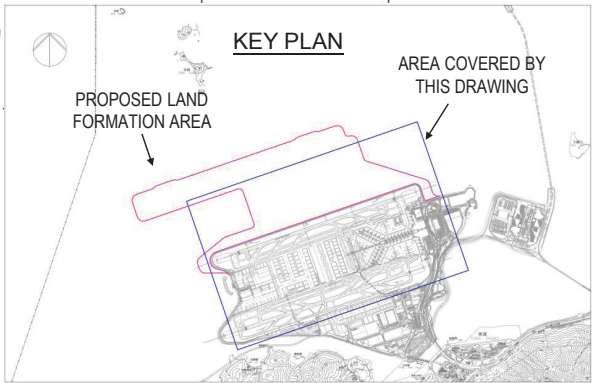 KEY PLAN
AREA COVERED BY
THIS DRAWING
PROPOSED LAND
FORMATION AREA